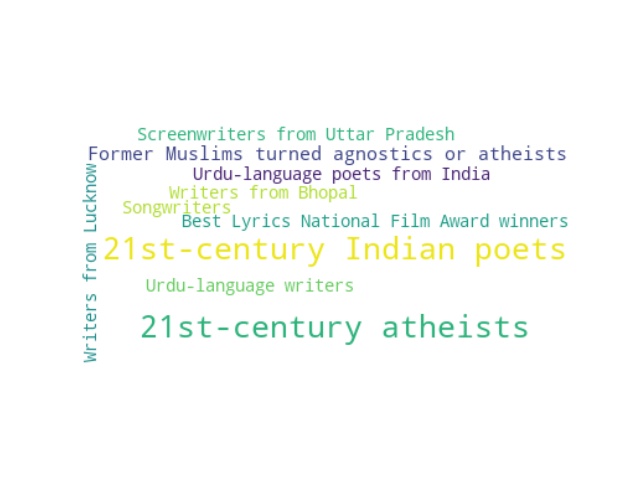 Screenwriters from Uttar Pradesh
Former Muslims turned agnostics or atheists
Urdu-language poets from India
Writers from Bhopal
Songwriters
Best Lyrics National Film Award winners
21st-century Indian poets
Urdu-language writers
21st-century atheists
Writers from Lucknow